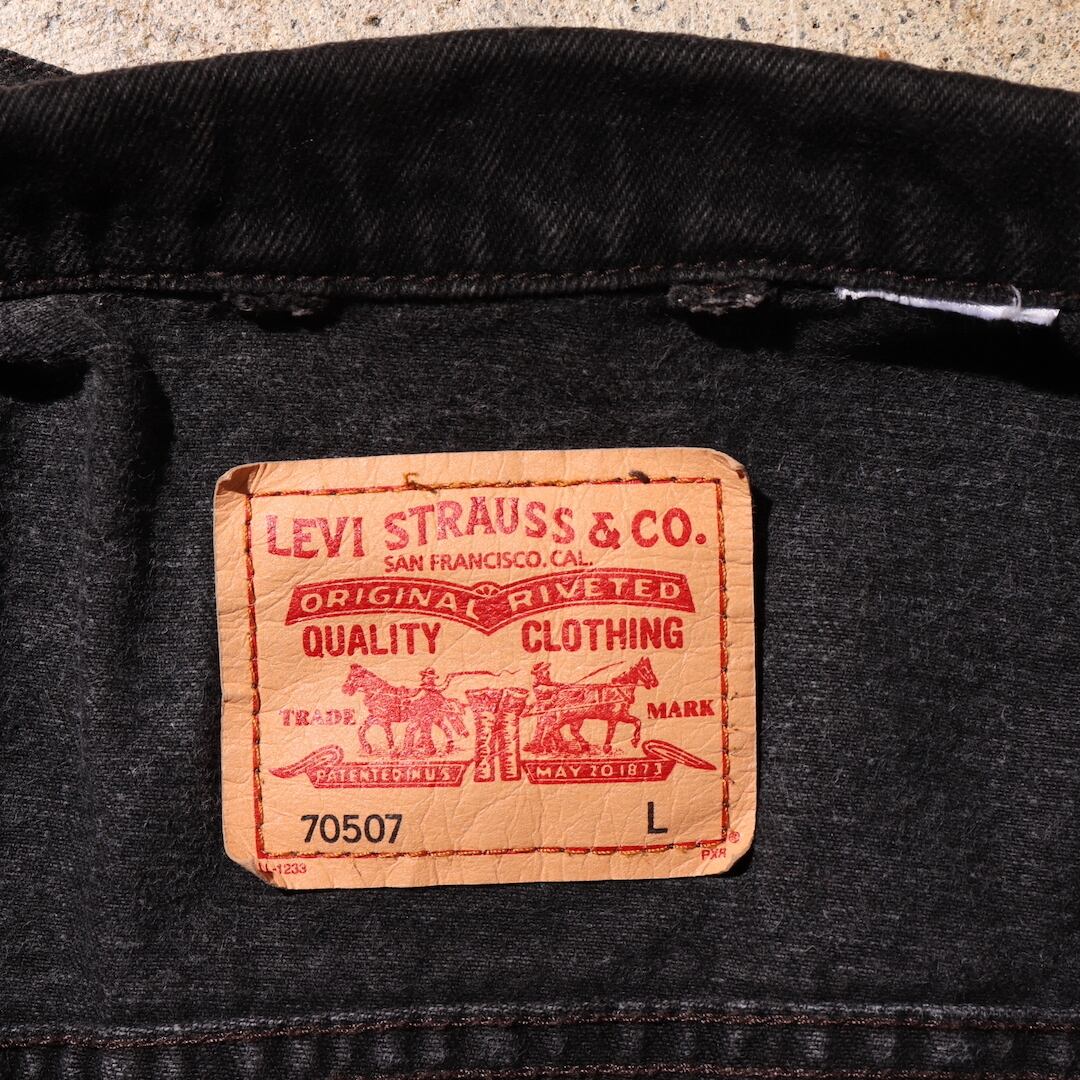 LEVI STRAUSS & CO.
SAN FRANCISCO, CAL.
ORIGINAL RIVETED
QUALITY CLOTHING
TRADE MARK
PATENTED IN U.S. MAY 20 1873
70507 L
LL-1233 PXR ®